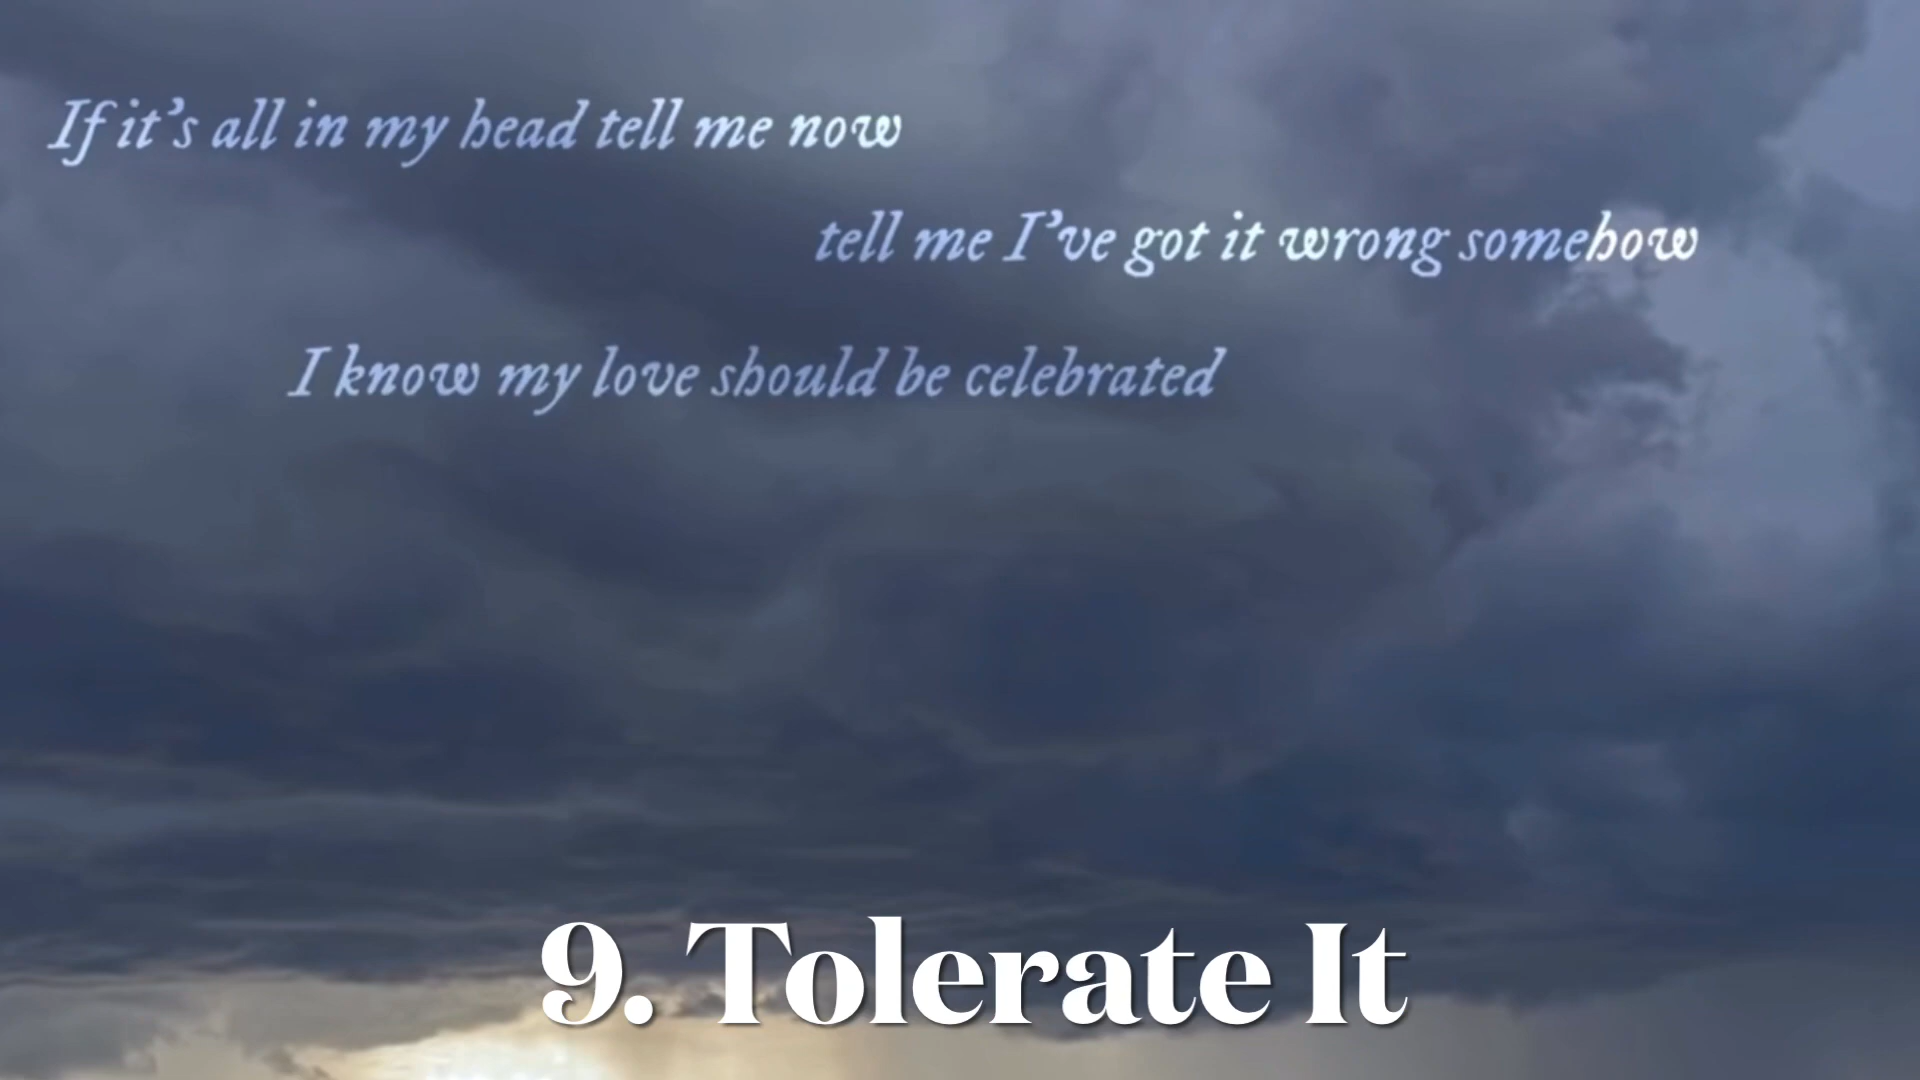 If it's all in my head tell me now
tell me I've got it wrong somehow
I know my love should be celebrated
9. Tolerate It